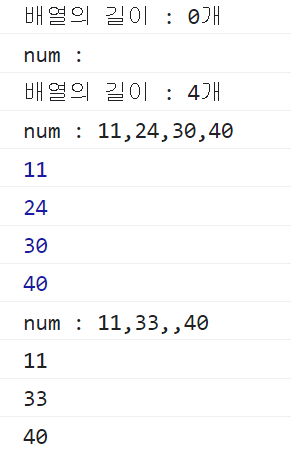 배열의 길이 : 0개
num :
배열의 길이 : 4개
num : 11,24,30,40
11
24
30
40
num : 11,33,,40
11
33
40